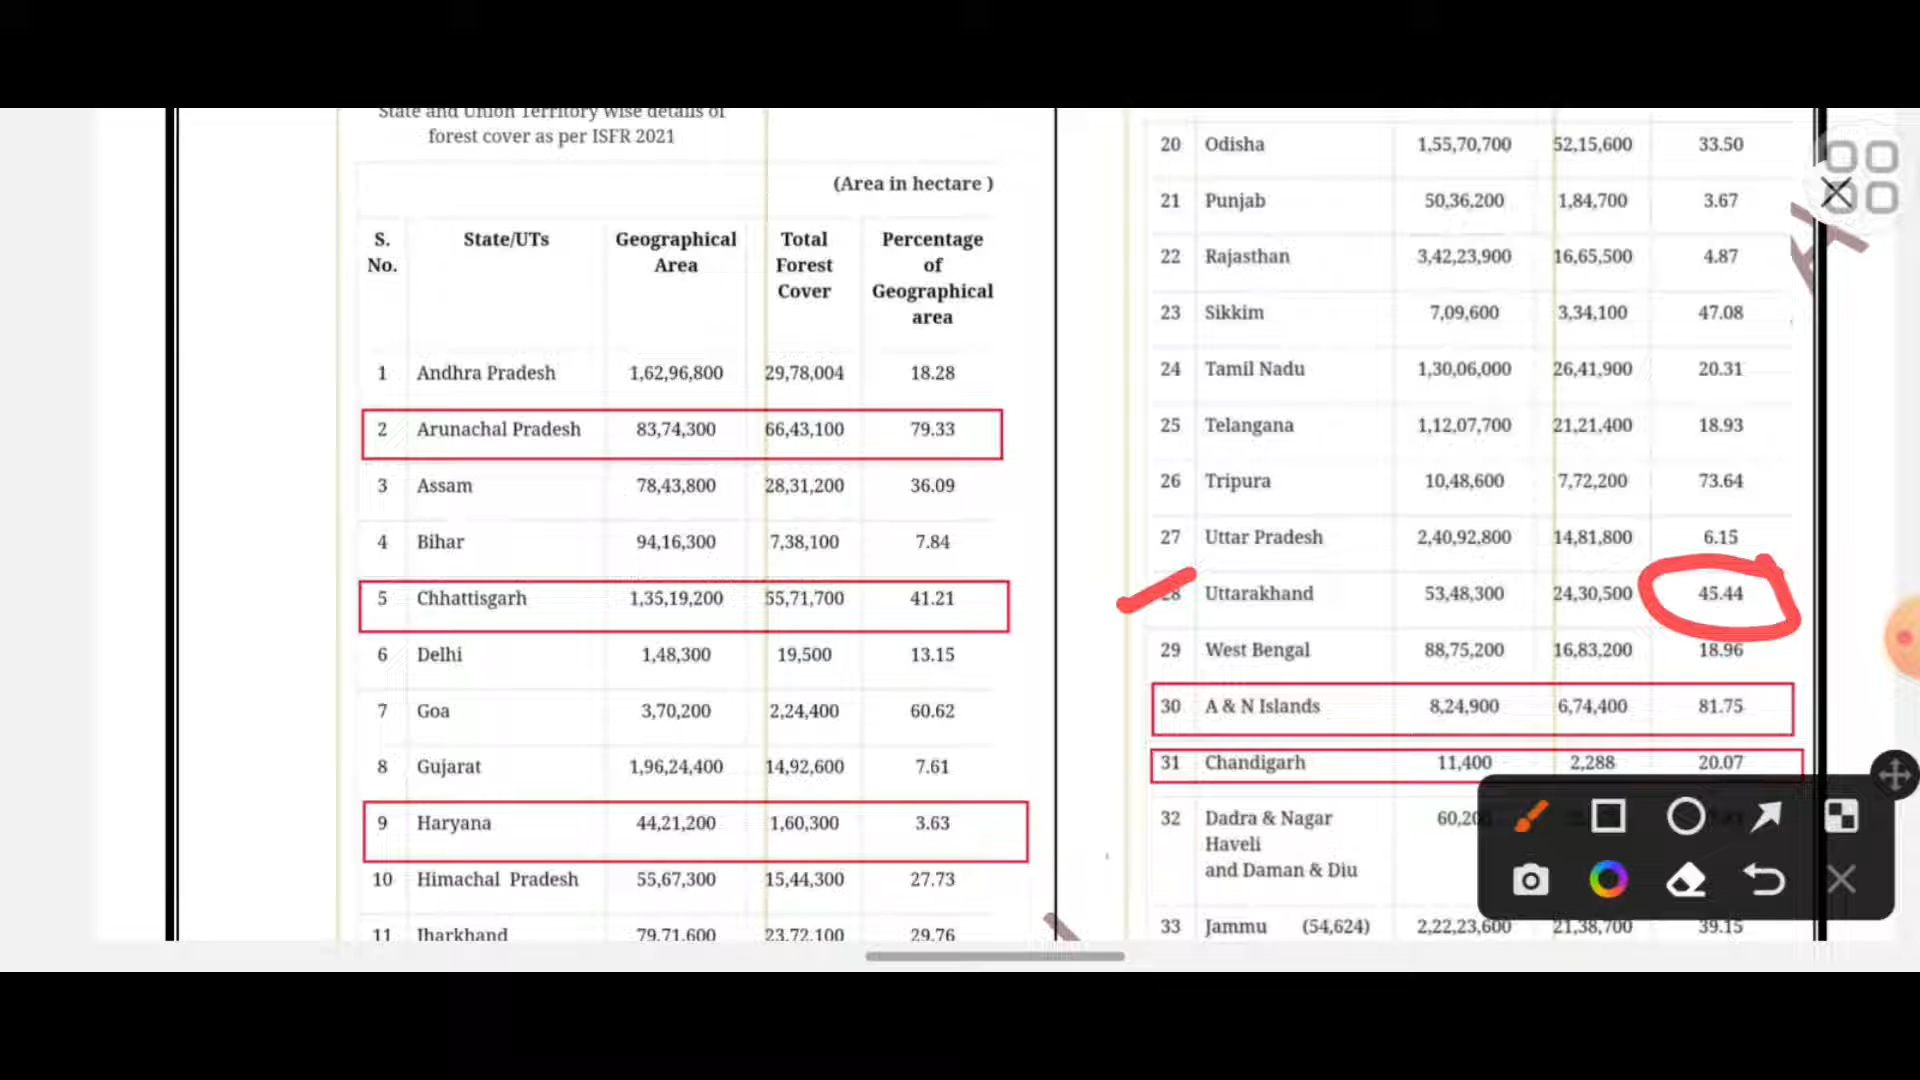 State and Union Territory wise details of
forest cover as per ISFR 2021
(Area in hectare )
S. No. State/UTs Geographical Area Total Forest Cover Percentage of Geographical area
1 Andhra Pradesh 1,62,96,800 29,78,004 18.28
2 Arunachal Pradesh 83,74,300 66,43,100 79.33
3 Assam 78,43,800 28,31,200 36.09
4 Bihar 94,16,300 7,38,100 7.84
5 Chhattisgarh 1,35,19,200 55,71,700 41.21
6 Delhi 1,48,300 19,500 13.15
7 Goa 3,70,200 2,24,400 60.62
8 Gujarat 1,96,24,400 14,92,600 7.61
9 Haryana 44,21,200 1,60,300 3.63
10 Himachal Pradesh 55,67,300 15,44,300 27.73
11 Jharkhand 79,71,600 23,72,100 29.76
20 Odisha 1,55,70,700 52,15,600 33.50
21 Punjab 50,36,200 1,84,700 3.67
22 Rajasthan 3,42,23,900 16,65,500 4.87
23 Sikkim 7,09,600 3,34,100 47.08
24 Tamil Nadu 1,30,06,000 26,41,900 20.31
25 Telangana 1,12,07,700 21,21,400 18.93
26 Tripura 10,48,600 7,72,200 73.64
27 Uttar Pradesh 2,40,92,800 14,81,800 6.15
28 Uttarakhand 53,48,300 24,30,500 45.44
29 West Bengal 88,75,200 16,83,200 18.96
30 A & N Islands 8,24,900 6,74,400 81.75
31 Chandigarh 11,400 2,288 20.07
32 Dadra & Nagar
Haveli
and Daman & Diu
33 Jammu (54,624) 2,22,23,600 21,38,700 39.15